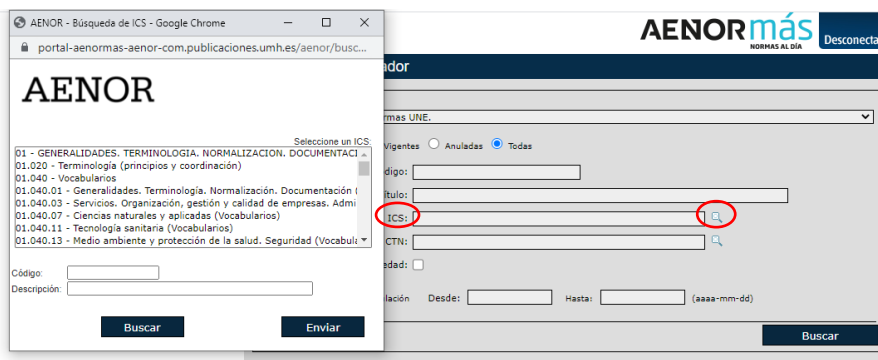 AENOR - Búsqueda de ICS - Google Chrome
portal-aenormas-aenor-com.publicaciones.umh.es/aenor/busc...
AENOR
Seleccione un ICS:
01 - GENERALIDADES. TERMINOLOGIA. NORMALIZACION. DOCUMENTACI
01.020 - Terminología (principios y coordinación)
01.040 - Vocabularios
01.040.01 - Generalidades. Terminología. Normalización. Documentación (
01.040.03 - Servicios. Organización, gestión y calidad de empresas. Admi
01.040.07 - Ciencias naturales y aplicadas (Vocabularios)
01.040.11 - Tecnología sanitaria (Vocabularios)
01.040.13 - Medio ambiente y protección de la salud. Seguridad (Vocabula
Código:
Descripción:
Buscar Enviar
AENORmás
NORMAS AL DÍA
Desconecta
ador
rmas UNE.
Vigentes Anuladas Todas
digo:
ítulo:
ICS:
CTN:
edad:
lación Desde: Hasta: (aaaa-mm-dd)
Buscar